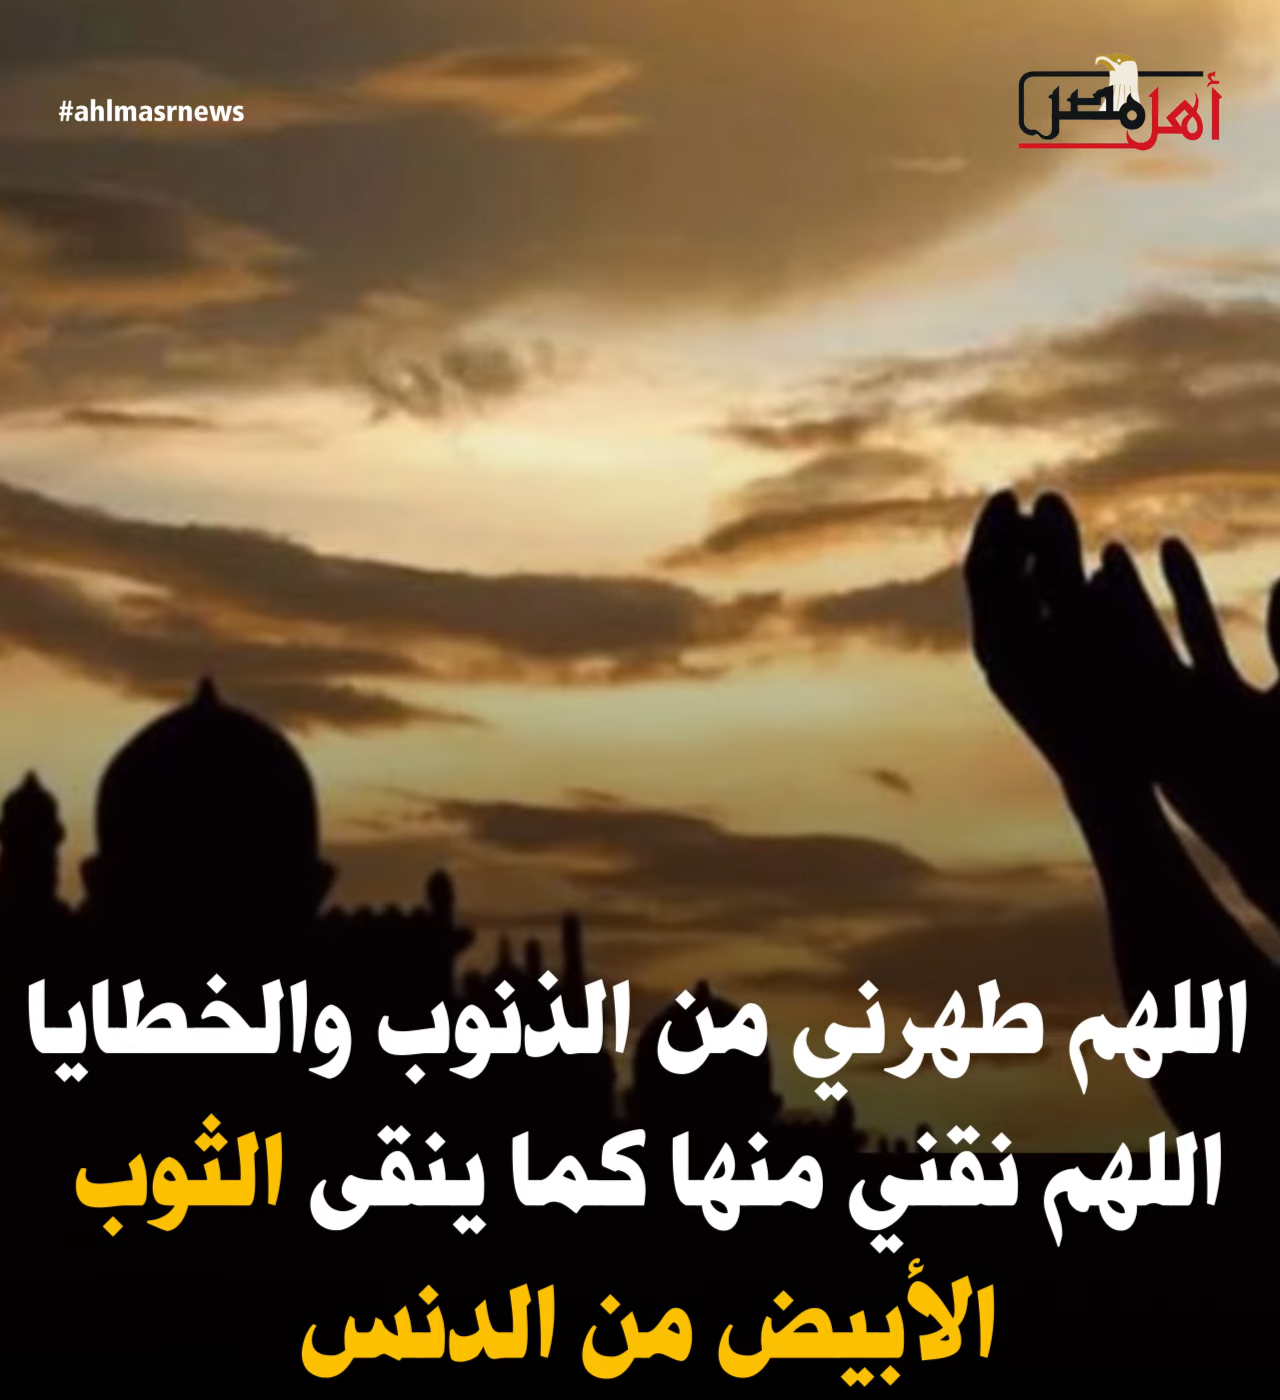 #ahlmasrnews
أهل مصر
اللهم طهرني من الذنوب والخطايا
اللهم نقني منها كما ينقى الثوب
الأبيض من الدنس